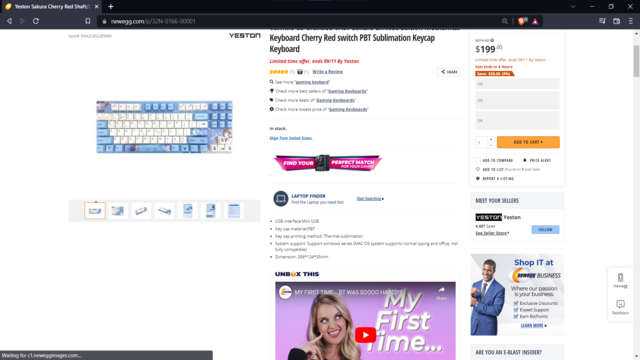 Yeston Sakura Cherry Red Shaft/
newegg.com/p/32N-0166-00001
YESTON
Keyboard Cherry Red switch PBT Sublimation Keycap
Keyboard
Limited time offer, ends 09/11 By Yeston
(1)
(1)
Write a Review
SHARE
See more "gaming keyboard"
Check more best sellers of "Gaming Keyboards"
Check more deals of "Gaming Keyboards"
Check more lowest price of "Gaming Keyboards"
In stock.
Ships from United States.
FIND YOUR PERFECT MATCH
FOR YOUR GAMES
LAPTOP FINDER
Find the Laptop you need fast.
Start Searching
USB interface:Mini USB
Key cap material:PBT
Key cap printing method: Thermal sublimation
System support: Support windows series (MAC OS system supports normal typing and office, not
fully compatible)
Dimension: 356*134*35mm
UNBOX THIS
MY FIRST TIME... IT WAS SOOOO HARD!
Share
My
First
Time...
$199.00
Limited time offer, ends 09/11 By Yeston
Sale Ends in 4 Hours
OR
OR
OR
1
ADD TO CART
ADD TO COMPARE
PRICE ALERT
ADD TO LIST
REPORT A LISTING
MEET YOUR SELLERS
YESTON
Yeston
See Seller Store
FOLLOW
Shop IT at
newegg BUSINESS
Where our passion
is your business.
Exclusive Discounts
Expert Support
Earn BizPoints
LEARN MORE
ARE YOU AN E-BLAST INSIDER?
Newegg
Feedback
Waiting for c1.neweggimages.com...